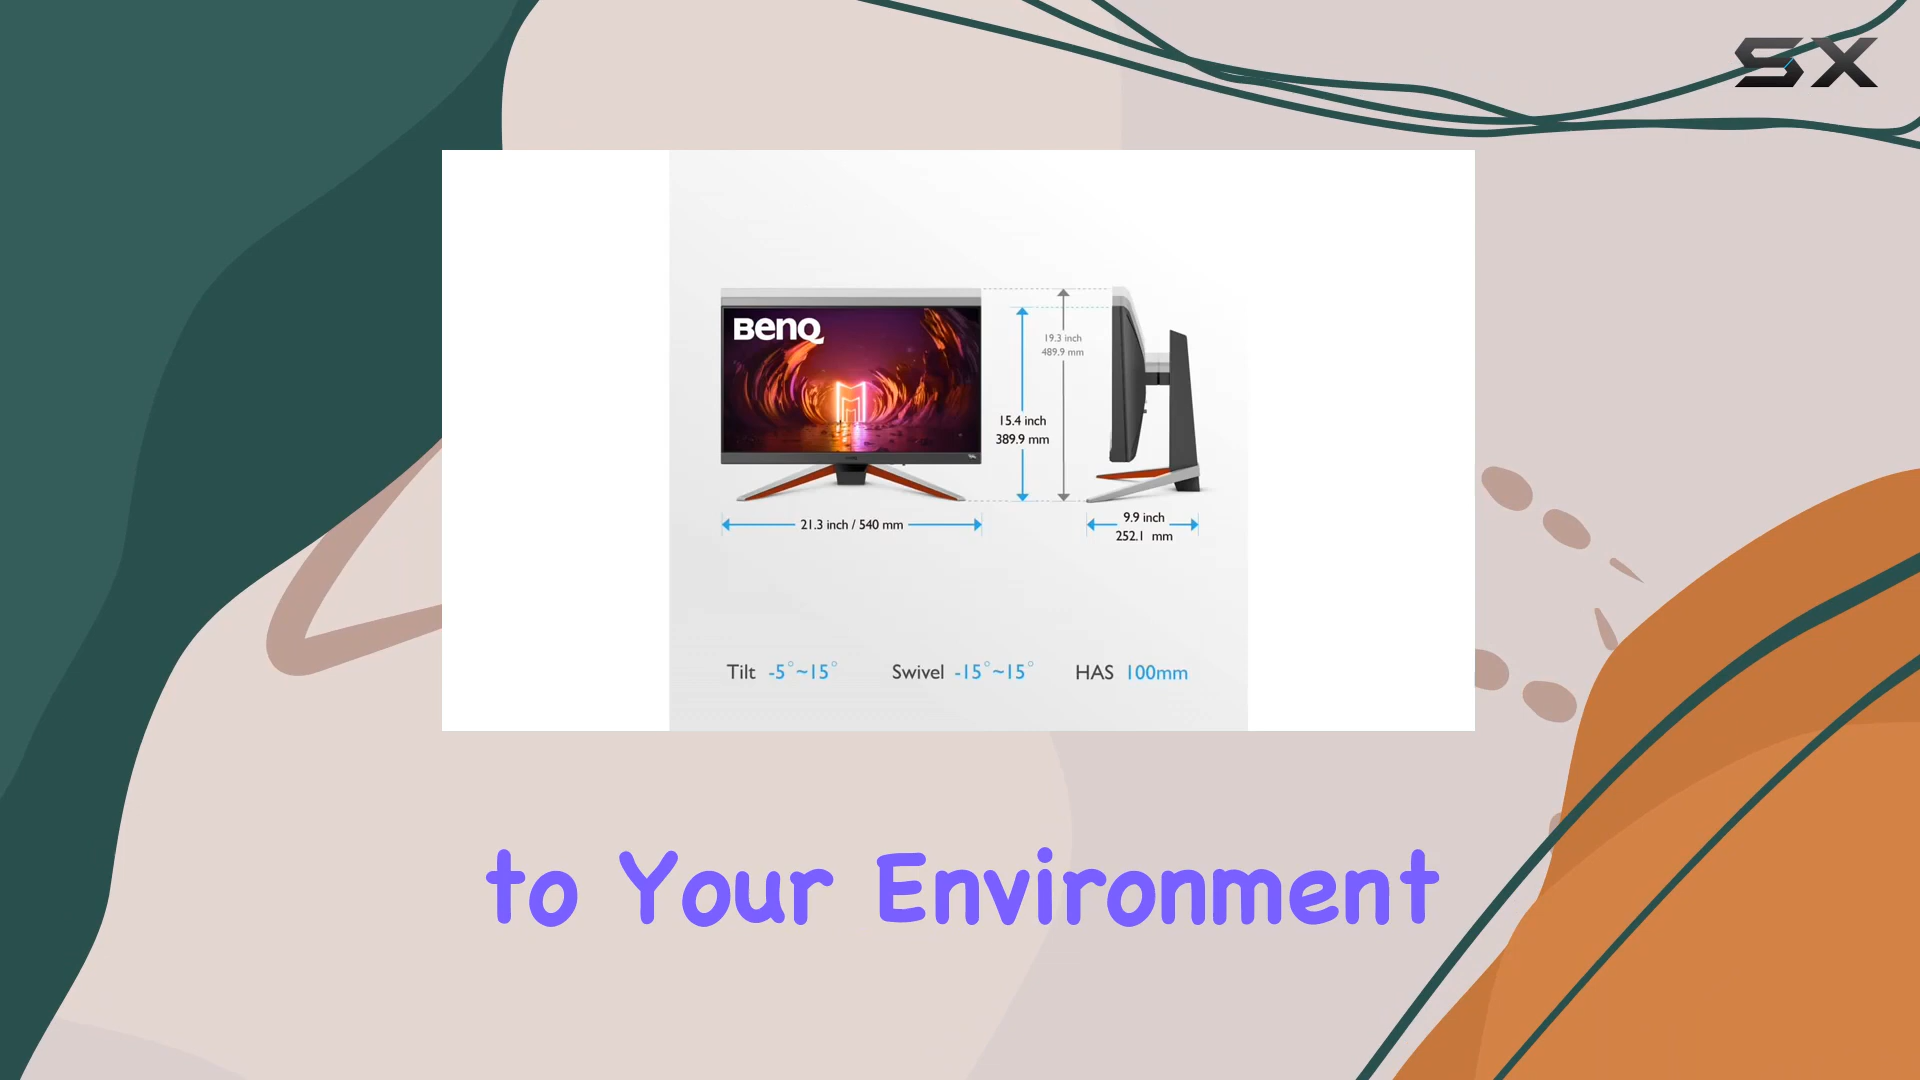 SX
BenQ
19.3 inch
489.9 mm
15.4 inch
389.9 mm
21.3 inch / 540 mm
9.9 inch
252.1 mm
Tilt -5°~15° Swivel -15°~15° HAS 100mm
to Your Environment